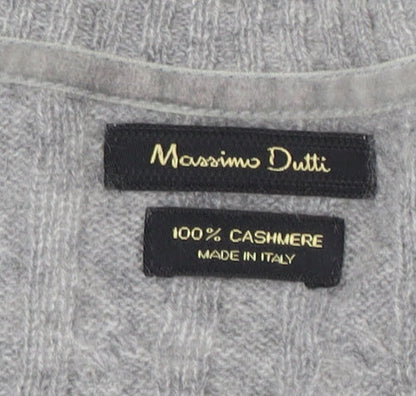 Massimo Dutti
100% CASHMERE
MADE IN ITALY